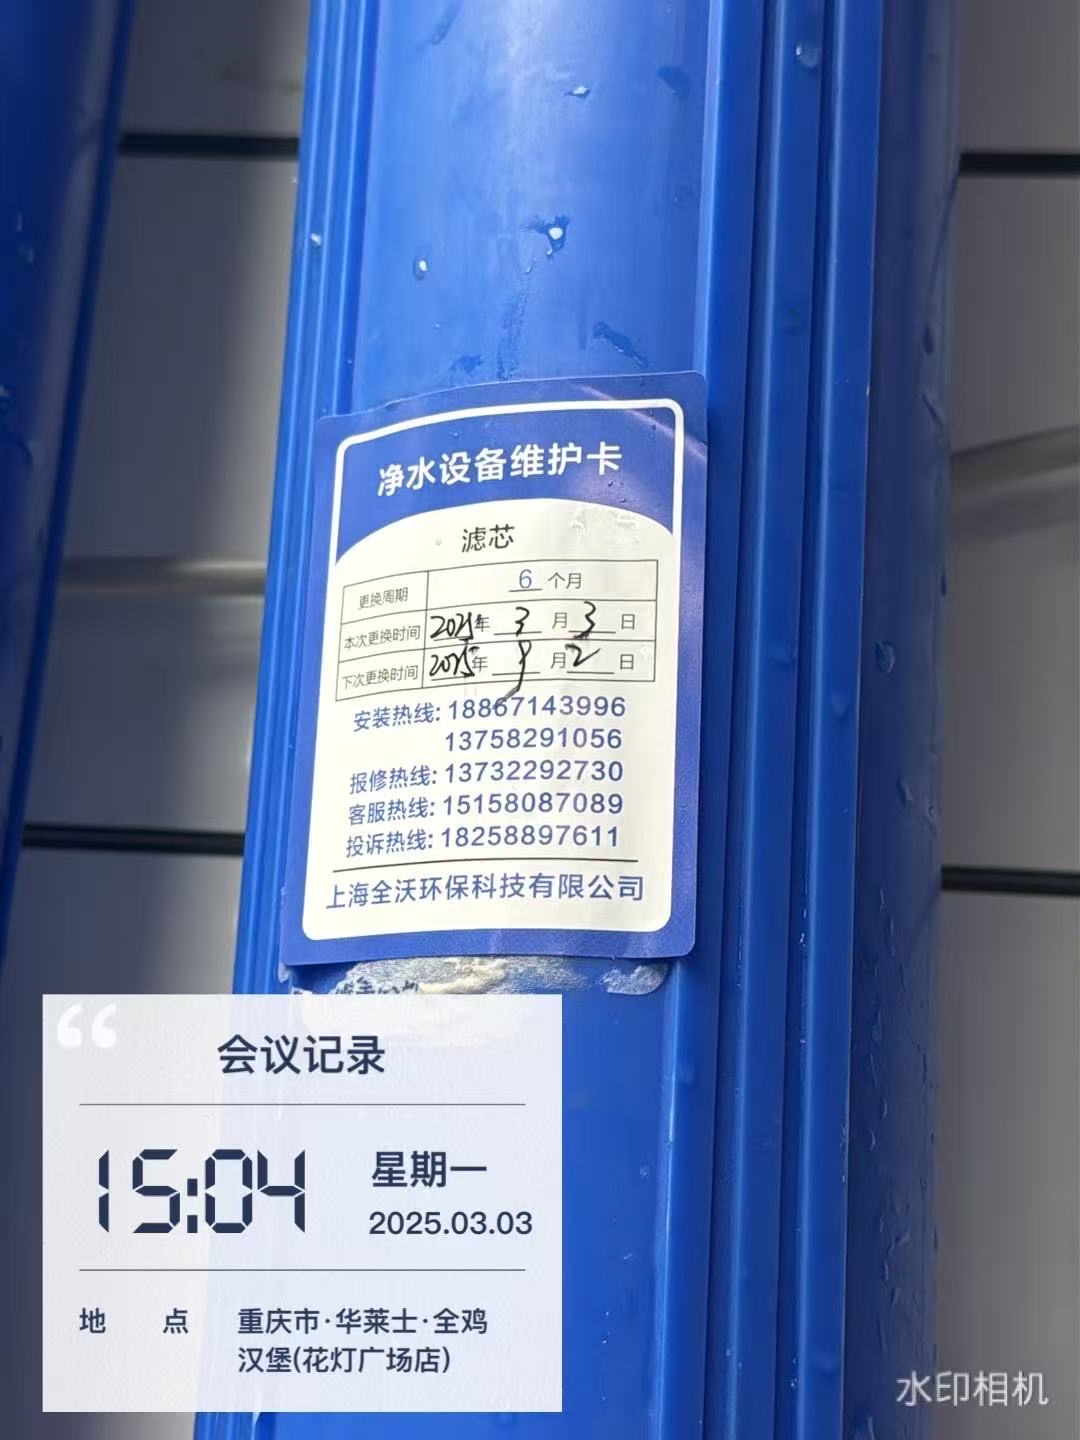 净水设备维护卡
滤芯
更换周期 6 个月
本次更换时间 2025年 3 月 3 日
下次更换时间 2025年 9 月 2 日
安装热线: 18867143996
13758291056
报修热线: 13732292730
客服热线: 15158087089
投诉热线: 18258897611
上海全沃环保科技有限公司
会议记录
15:04 星期一
2025.03.03
地 点 重庆市·华莱士·全鸡
汉堡(花灯广场店)
水印相机